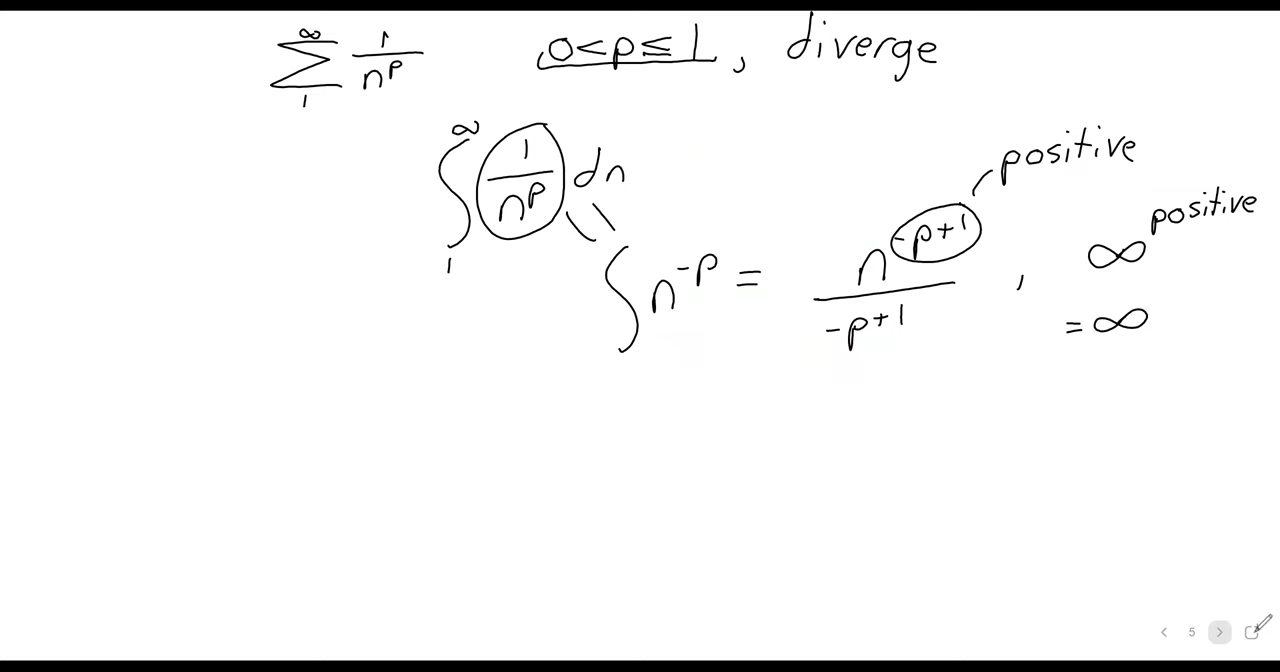 ∞∑1 1/n^p 0<p≤1, diverge
∫1^∞ 1/n^p dn
positive
∫ n^-p = n^-p+1/-p+1 , ∞^positive
= ∞
5